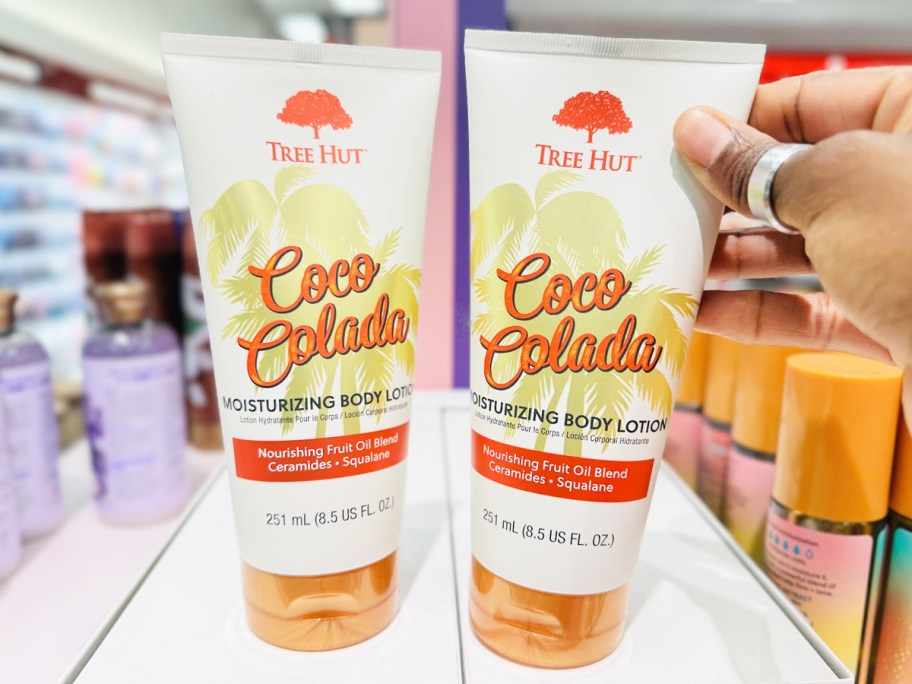 TREE HUT
Coco
Colada
MOISTURIZING BODY LOTION
Lotion Hydratante Pour le Corps / Loción Corporal Hidratante
Nourishing Fruit Oil Blend
Ceramides • Squalane
251 mL (8.5 US FL. OZ.)
TREE HUT
Coco
Colada
MOISTURIZING BODY LOTION
Lotion Hydratante Pour le Corps / Loción Corporal Hidratante
Nourishing Fruit Oil Blend
Ceramides • Squalane
251 mL (8.5 US FL. OZ.)